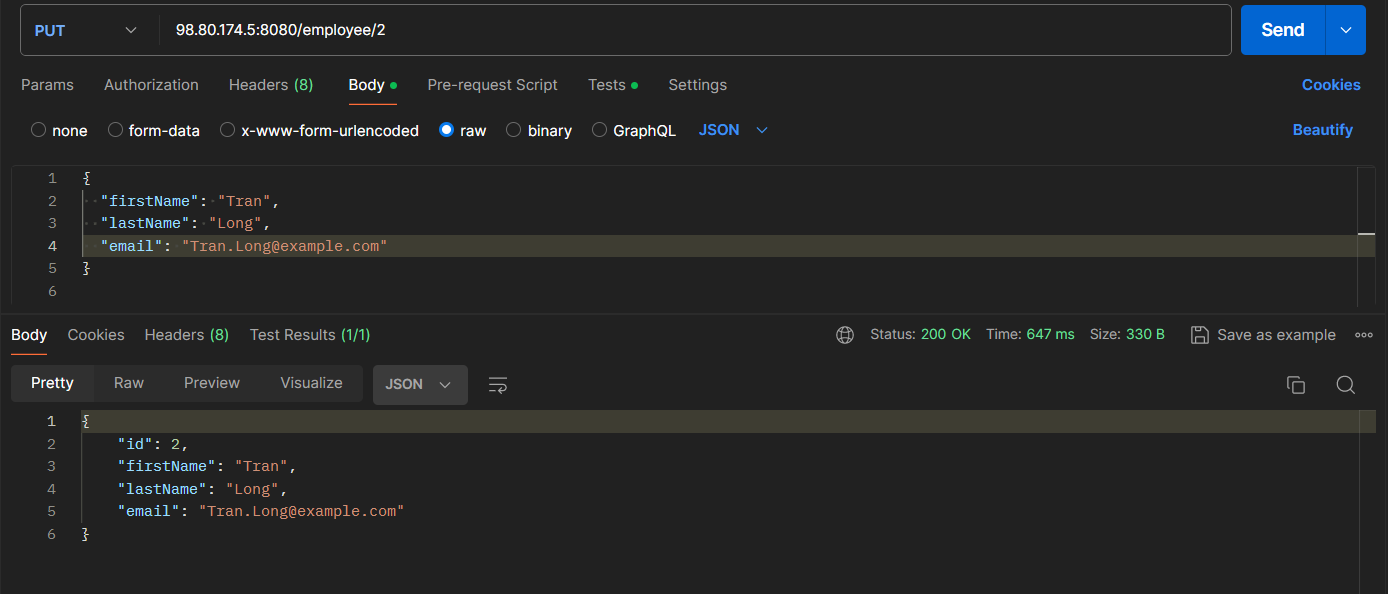 PUT 98.80.174.5:8080/employee/2 Send
Params Authorization Headers (8) Body Pre-request Script Tests Settings Cookies
none form-data x-www-form-urlencoded raw binary GraphQL JSON Beautify
1 {
2 "firstName": "Tran",
3 "lastName": "Long",
4 "email": "Tran.Long@example.com"
5 }
6
Body Cookies Headers (8) Test Results (1/1) Status: 200 OK Time: 647 ms Size: 330 B Save as example
Pretty Raw Preview Visualize JSON
1 {
2 "id": 2,
3 "firstName": "Tran",
4 "lastName": "Long",
5 "email": "Tran.Long@example.com"
6 }